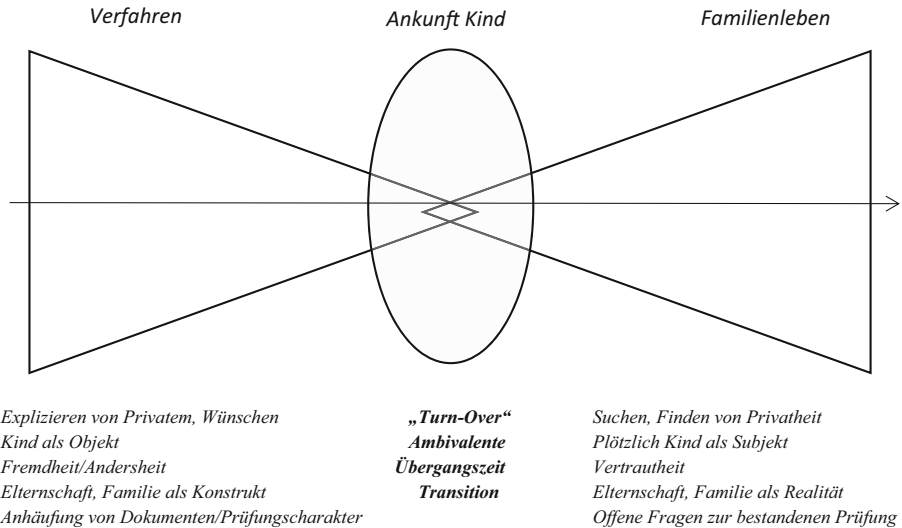 Verfahren Ankunft Kind Familienleben
Explizieren von Privatem, Wünschen „Turn-Over“ Suchen, Finden von Privatheit
Kind als Objekt Ambivalente Plötzlich Kind als Subjekt
Fremdheit/Andersheit Übergangszeit Vertrautheit
Elternschaft, Familie als Konstrukt Transition Elternschaft, Familie als Realität
Anhäufung von Dokumenten/Prüfungscharakter Offene Fragen zur bestandenen Prüfung